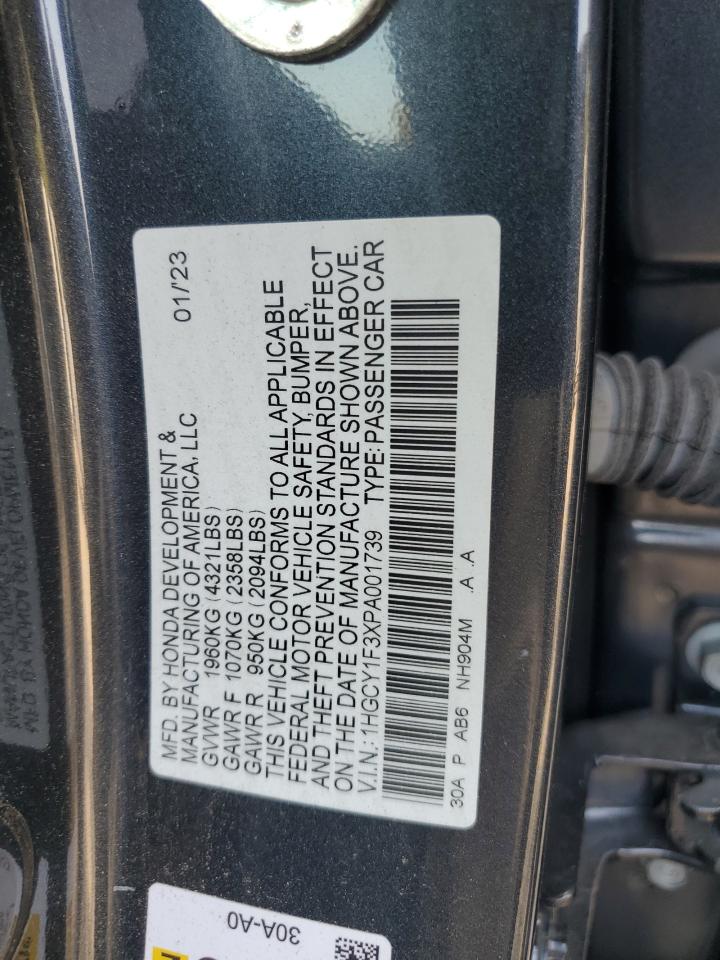 MFD. BY HONDA DEVELOPMENT &
MANUFACTURING OF AMERICA, LLC 01/'23
GVWR 1960KG (4321LBS)
GAWR F 1070KG (2358LBS)
GAWR R 950KG (2094LBS)
THIS VEHICLE CONFORMS TO ALL APPLICABLE
FEDERAL MOTOR VEHICLE SAFETY, BUMPER,
AND THEFT PREVENTION STANDARDS IN EFFECT
ON THE DATE OF MANUFACTURE SHOWN ABOVE.
V.I.N.: 1HGCY1F3XPA001739 TYPE: PASSENGER CAR
30A P AB6 NH904M .A .A
30A-A0